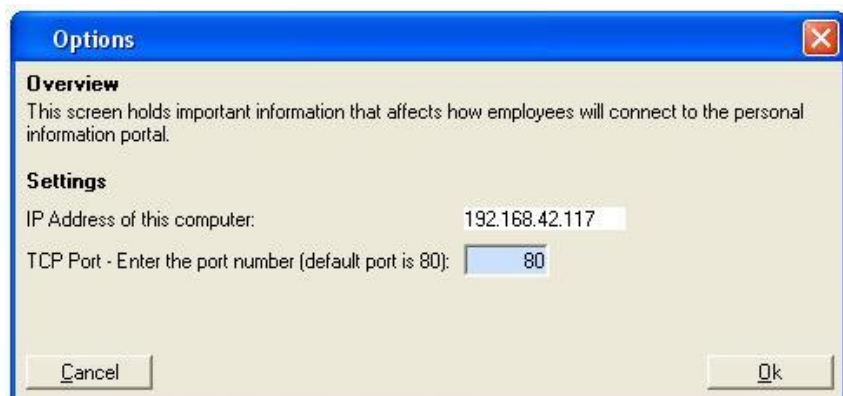 Options
Overview
This screen holds important information that affects how employees will connect to the personal
information portal.
Settings
IP Address of this computer: 192.168.42.117
TCP Port - Enter the port number (default port is 80): 80
Cancel Ok